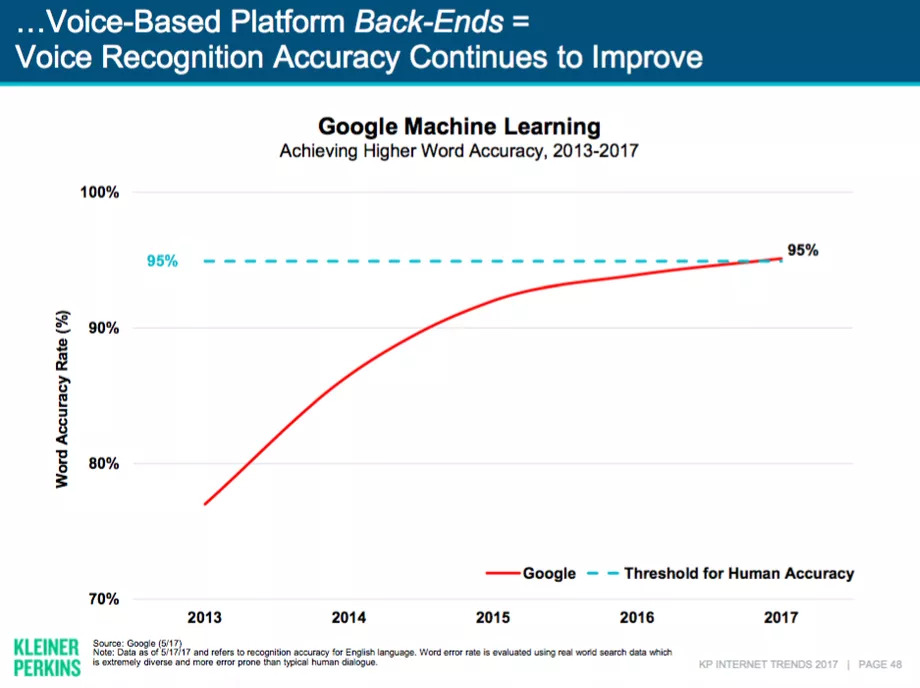 ...Voice-Based Platform Back-Ends =
Voice Recognition Accuracy Continues to Improve
Google Machine Learning
Achieving Higher Word Accuracy, 2013-2017
100%
95%
95%
90%
80%
70%
Word Accuracy Rate (%)
Google
Threshold for Human Accuracy
2013
2014
2015
2016
2017
KLEINER
PERKINS
Source: Google (5/17)
Note: Data as of 5/17/17 and refers to recognition accuracy for English language. Word error rate is evaluated using real world search data which
is extremely diverse and more error prone than typical human dialogue.
KP INTERNET TRENDS 2017 | PAGE 48